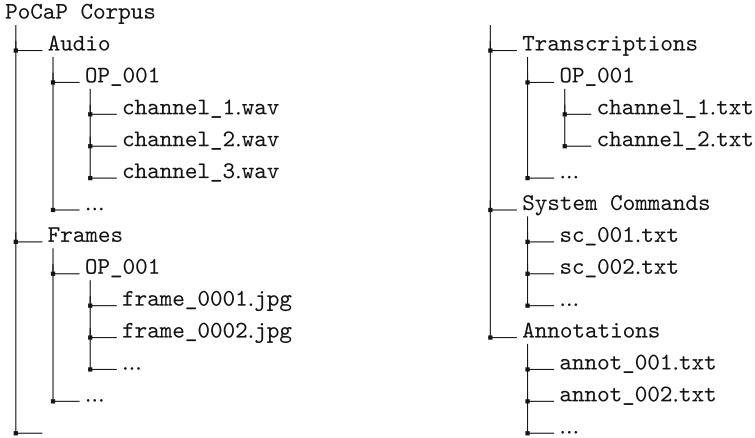 PoCaP Corpus
Audio
OP_001
channel_1.wav
channel_2.wav
channel_3.wav
...
Frames
OP_001
frame_0001.jpg
frame_0002.jpg
...
...
Transcriptions
OP_001
channel_1.txt
channel_2.txt
...
System Commands
sc_001.txt
sc_002.txt
...
Annotations
annot_001.txt
annot_002.txt
...